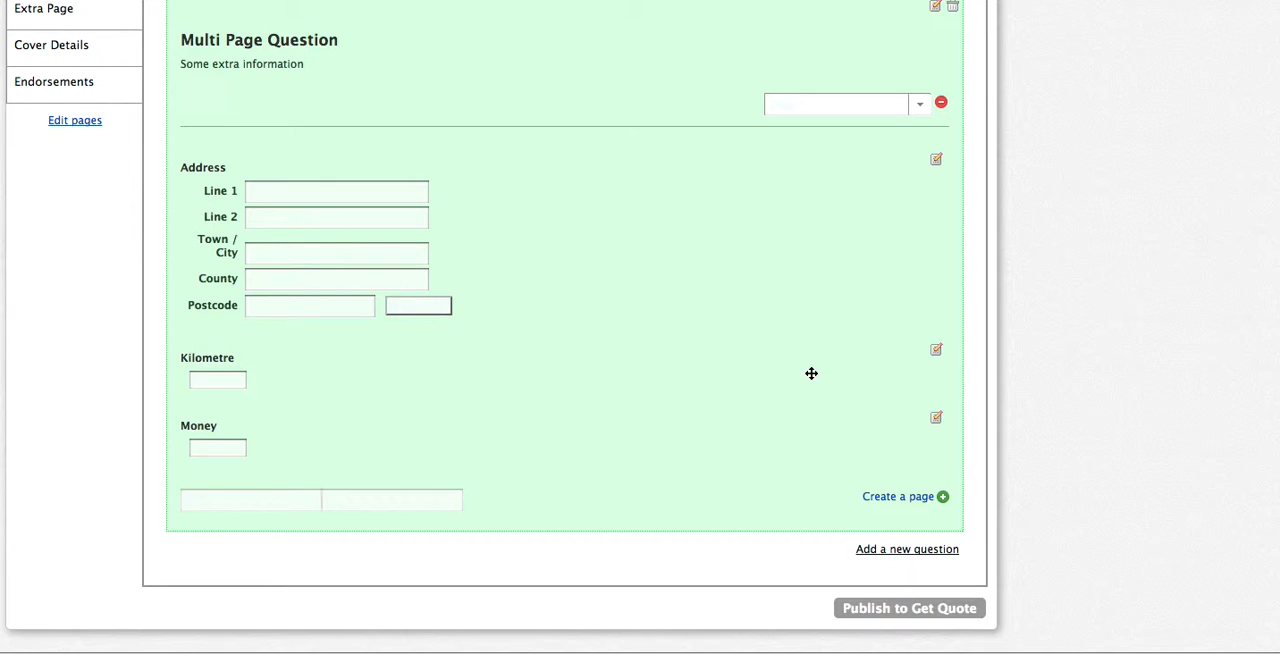 Extra Page
Cover Details
Endorsements
Edit pages
Multi Page Question
Some extra information
Address
Line 1
Line 2
Town /
City
County
Postcode
Kilometre
Money
Create a page
Add a new question
Publish to Get Quote